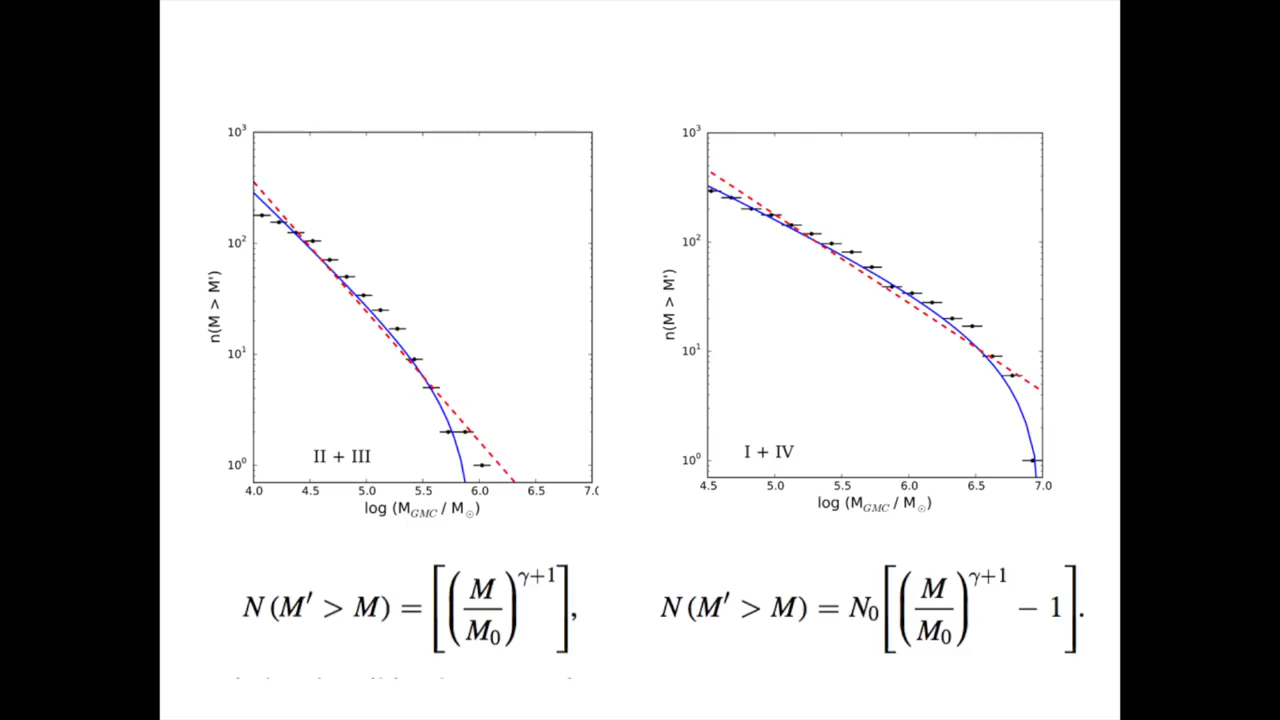 10³
10²
10¹
10⁰
n(M > M')
II + III
4.0 4.5 5.0 5.5 6.0 6.5 7.0
log (M_GMC / M_☉)
10³
10²
10¹
10⁰
n(M > M')
I + IV
4.5 5.0 5.5 6.0 6.5 7.0
log (M_GMC / M_☉)
N(M′ > M) = [(M/M₀)^γ+1],
N(M′ > M) = N₀[(M/M₀)^γ+1 − 1].